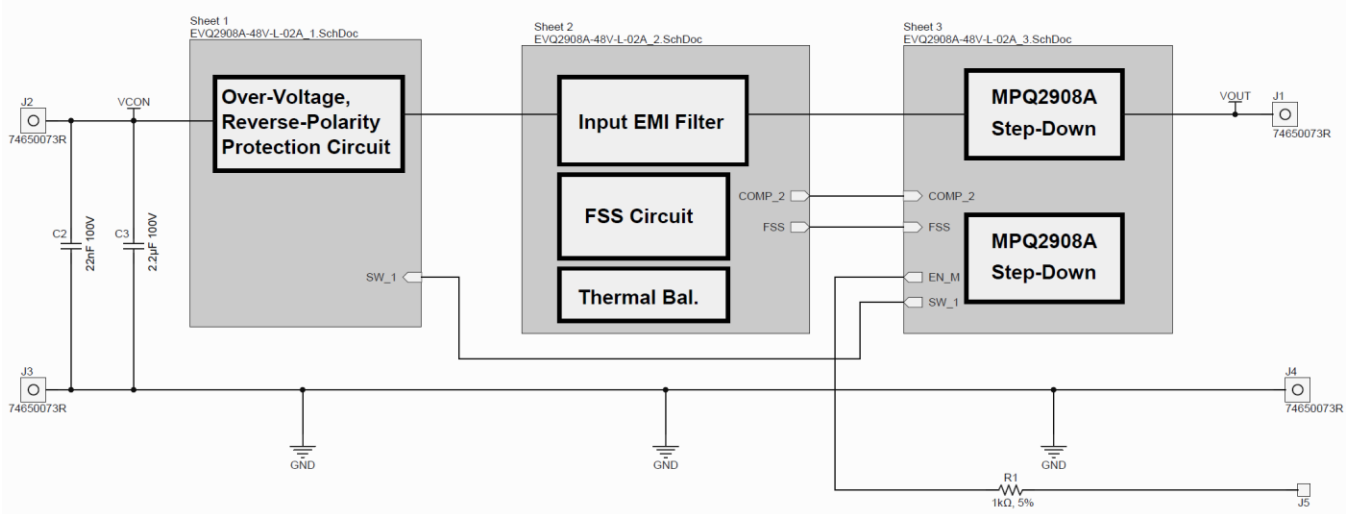 Sheet 1
EVQ2908A-48V-L-02A_1.SchDoc
Sheet 2
EVQ2908A-48V-L-02A_2.SchDoc
Sheet 3
EVQ2908A-48V-L-02A_3.SchDoc
J2
74650073R
VCON
Over-Voltage,
Reverse-Polarity
Protection Circuit
Input EMI Filter
MPQ2908A
Step-Down
VOUT
J1
74650073R
FSS Circuit
COMP_2
FSS
COMP_2
FSS
MPQ2908A
Step-Down
C2
22nF 100V
C3
2.2µF 100V
SW_1
Thermal Bal.
EN_M
SW_1
J3
74650073R
J4
74650073R
GND
GND
GND
R1
1kΩ, 5%
J5